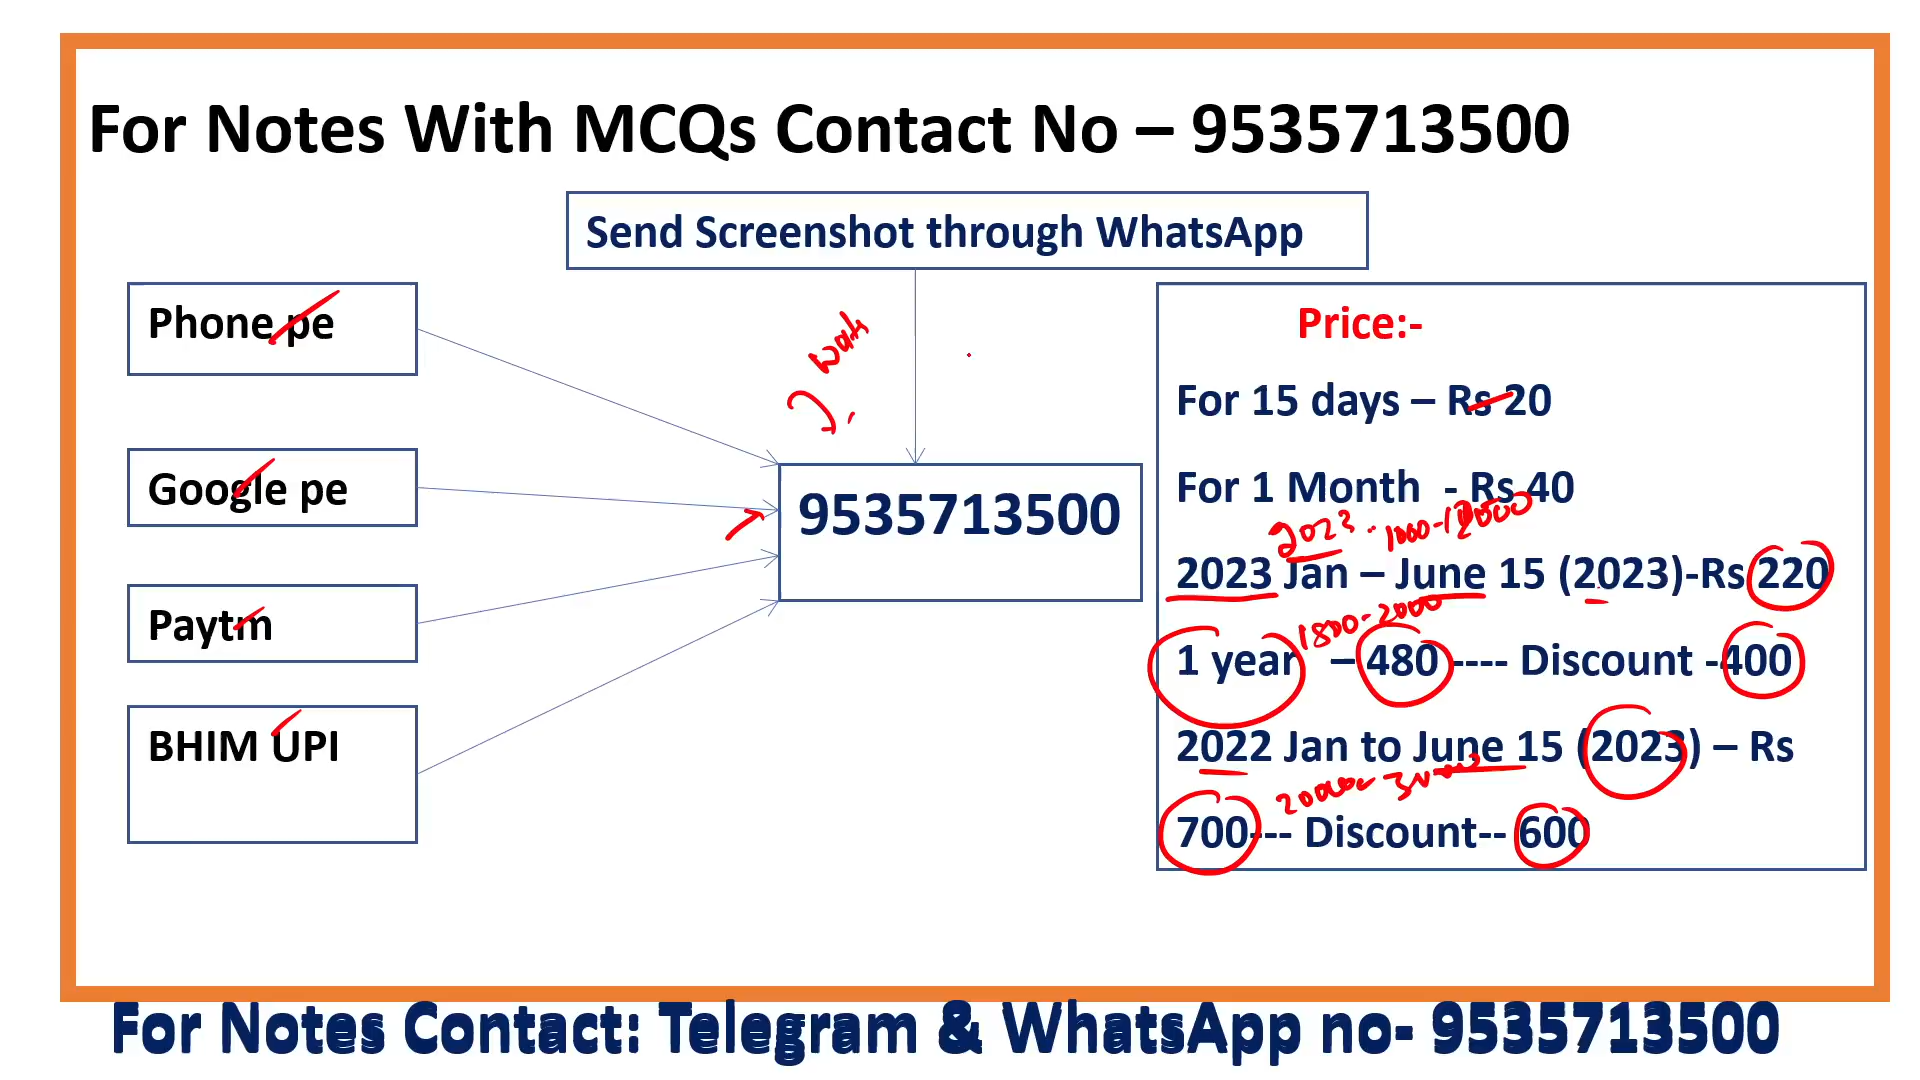 For Notes With MCQs Contact No – 9535713500
Send Screenshot through WhatsApp
Phone pe
Google pe
Paytm
BHIM UPI
9535713500
Price:-
For 15 days – Rs 20
For 1 Month - Rs 40
2023
2023 Jan – June 15 (2023)-Rs 220
1800-2000
1 year – 480 ---- Discount -400
2022 Jan to June 15 (2023) – Rs
700--- Discount-- 600
For Notes Contact: Telegram & WhatsApp no- 9535713500